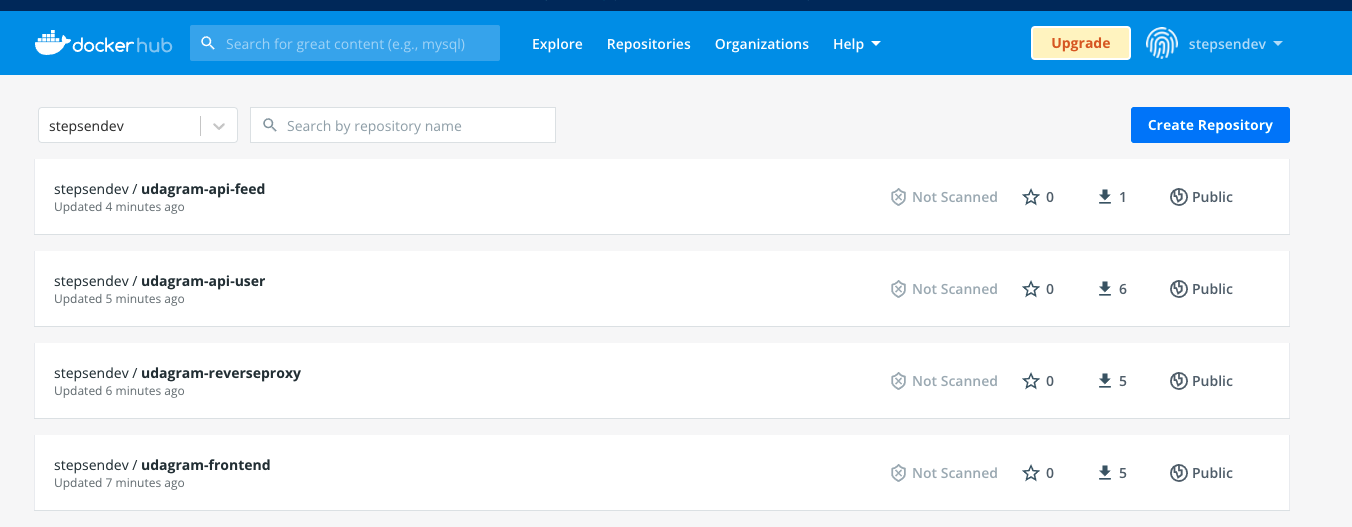 docker hub Search for great content (e.g., mysql) Explore Repositories Organizations Help Upgrade stepsendev
stepsendev Search by repository name Create Repository
stepsendev / udagram-api-feed
Updated 4 minutes ago
Not Scanned 0 1 Public
stepsendev / udagram-api-user
Updated 5 minutes ago
Not Scanned 0 6 Public
stepsendev / udagram-reverseproxy
Updated 6 minutes ago
Not Scanned 0 5 Public
stepsendev / udagram-frontend
Updated 7 minutes ago
Not Scanned 0 5 Public